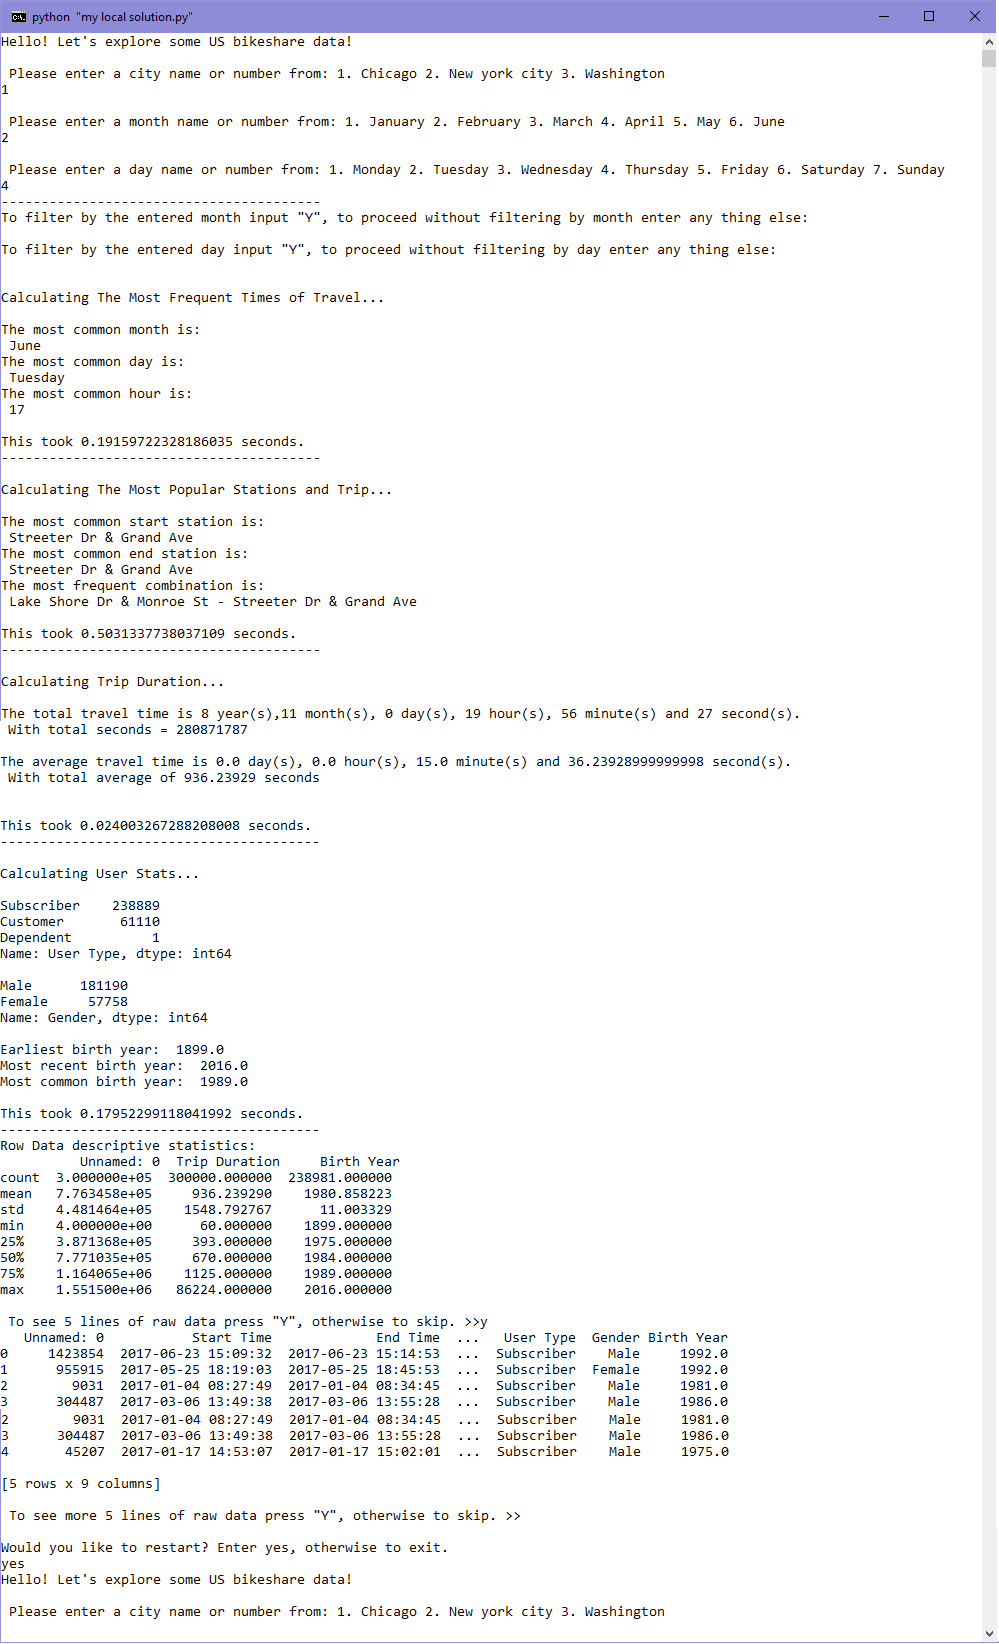 python "my local solution.py"
Hello! Let's explore some US bikeshare data!
Please enter a city name or number from: 1. Chicago 2. New york city 3. Washington
1
Please enter a month name or number from: 1. January 2. February 3. March 4. April 5. May 6. June
2
Please enter a day name or number from: 1. Monday 2. Tuesday 3. Wednesday 4. Thursday 5. Friday 6. Saturday 7. Sunday
4
----------------------------------------
To filter by the entered month input "Y", to proceed without filtering by month enter any thing else:
To filter by the entered day input "Y", to proceed without filtering by day enter any thing else:
Calculating The Most Frequent Times of Travel...
The most common month is:
June
The most common day is:
Tuesday
The most common hour is:
17
This took 0.19159722328186035 seconds.
----------------------------------------
Calculating The Most Popular Stations and Trip...
The most common start station is:
Streeter Dr & Grand Ave
The most common end station is:
Streeter Dr & Grand Ave
The most frequent combination is:
Lake Shore Dr & Monroe St - Streeter Dr & Grand Ave
This took 0.5031337738037109 seconds.
----------------------------------------
Calculating Trip Duration...
The total travel time is 8 year(s),11 month(s), 0 day(s), 19 hour(s), 56 minute(s) and 27 second(s).
With total seconds = 280871787
The average travel time is 0.0 day(s), 0.0 hour(s), 15.0 minute(s) and 36.23928999999998 second(s).
With total average of 936.23929 seconds
This took 0.024003267288208008 seconds.
----------------------------------------
Calculating User Stats...
Subscriber    238889
Customer       61110
Dependent          1
Name: User Type, dtype: int64
Male      181190
Female     57758
Name: Gender, dtype: int64
Earliest birth year:  1899.0
Most recent birth year:  2016.0
Most common birth year:  1989.0
This took 0.17952299118041992 seconds.
----------------------------------------
Row Data descriptive statistics:
Unnamed: 0  Trip Duration     Birth Year
count  3.000000e+05  300000.000000  238981.000000
mean   7.763458e+05     936.239290    1980.858223
std    4.481464e+05    1548.792767      11.003329
min    4.000000e+00      60.000000    1899.000000
25%    3.871368e+05     393.000000    1975.000000
50%    7.771035e+05     670.000000    1984.000000
75%    1.164065e+06    1125.000000    1989.000000
max    1.551500e+06   86224.000000    2016.000000
To see 5 lines of raw data press "Y", otherwise to skip. >>y
Unnamed: 0           Start Time             End Time  ...   User Type  Gender Birth Year
0     1423854  2017-06-23 15:09:32  2017-06-23 15:14:53  ...  Subscriber    Male     1992.0
1      955915  2017-05-25 18:19:03  2017-05-25 18:45:53  ...  Subscriber  Female     1992.0
2        9031  2017-01-04 08:27:49  2017-01-04 08:34:45  ...  Subscriber    Male     1981.0
3      304487  2017-03-06 13:49:38  2017-03-06 13:55:28  ...  Subscriber    Male     1986.0
2        9031  2017-01-04 08:27:49  2017-01-04 08:34:45  ...  Subscriber    Male     1981.0
3      304487  2017-03-06 13:49:38  2017-03-06 13:55:28  ...  Subscriber    Male     1986.0
4       45207  2017-01-17 14:53:07  2017-01-17 15:02:01  ...  Subscriber    Male     1975.0
[5 rows x 9 columns]
To see more 5 lines of raw data press "Y", otherwise to skip. >>
Would you like to restart? Enter yes, otherwise to exit.
yes
Hello! Let's explore some US bikeshare data!
Please enter a city name or number from: 1. Chicago 2. New york city 3. Washington